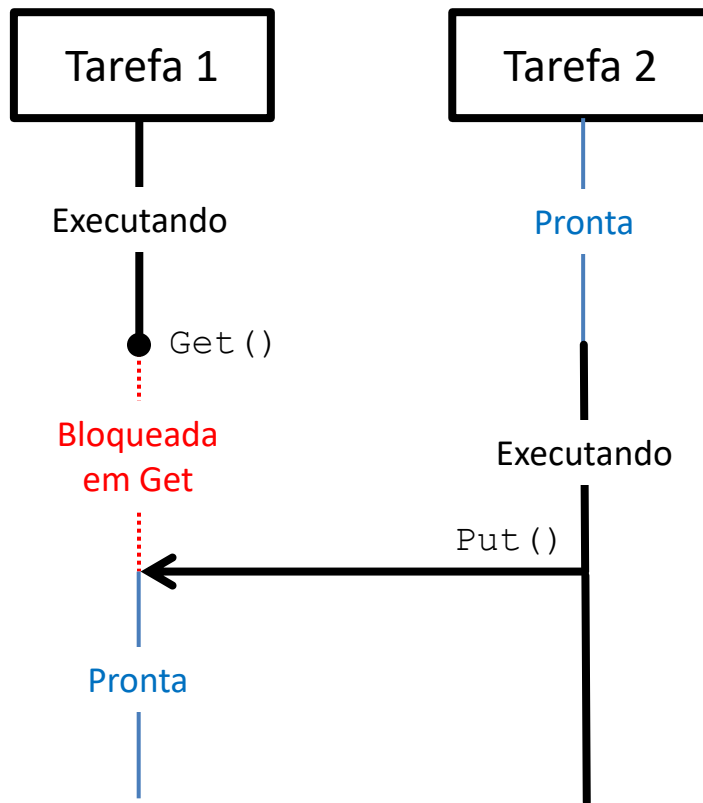 Tarefa 1
Tarefa 2
Executando
Pronta
Get()
Bloqueada
em Get
Executando
Put()
Pronta